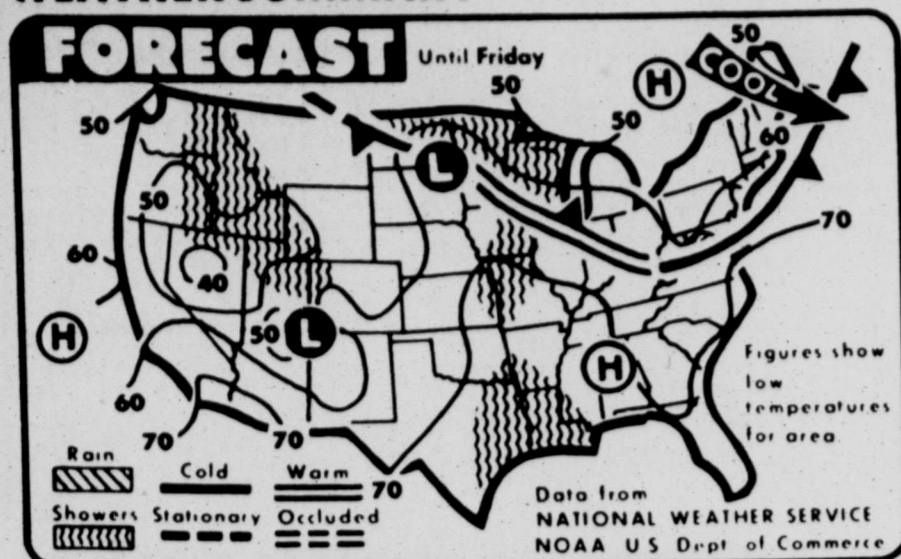 FORECAST Until Friday
50
50
H
COOL
50
50
60
L
50
70
60
40
H
50
L
H
Figures show
low
temperatures
for area
60
70
70
70
Rain
Cold
Warm
Showers
Stationary
Occluded
Data from
NATIONAL WEATHER SERVICE
NOAA US Dept of Commerce